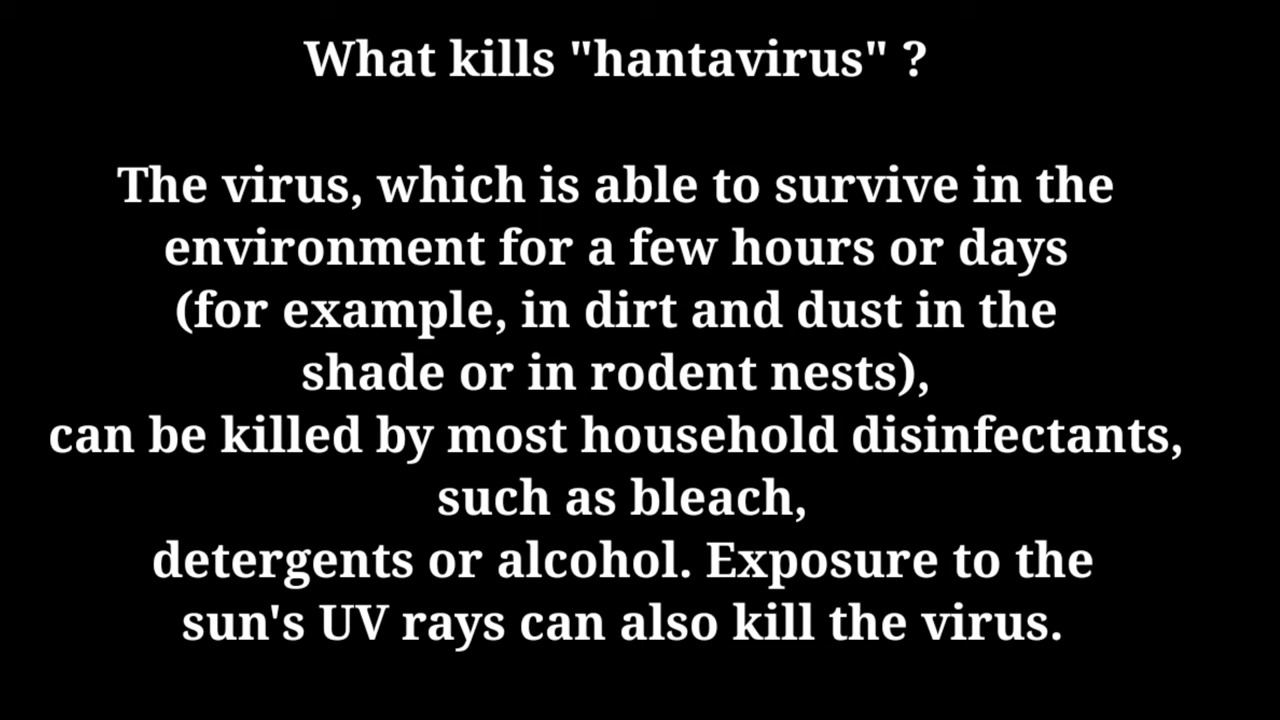 What kills "hantavirus" ?
The virus, which is able to survive in the
environment for a few hours or days
(for example, in dirt and dust in the
shade or in rodent nests),
can be killed by most household disinfectants,
such as bleach,
detergents or alcohol. Exposure to the
sun's UV rays can also kill the virus.